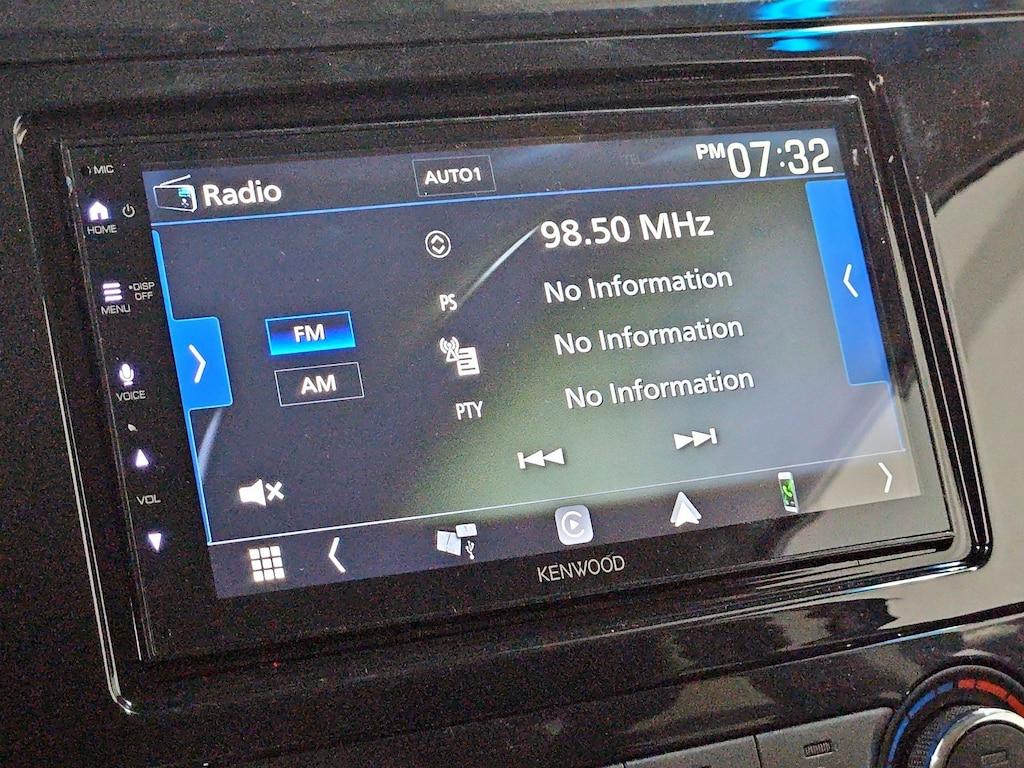 MIC
HOME
DISP
OFF
MENU
VOICE
VOL
Radio
AUTO1
TEL
PM 07:32
98.50 MHz
PS
No Information
FM
No Information
AM
PTY
No Information
KENWOOD